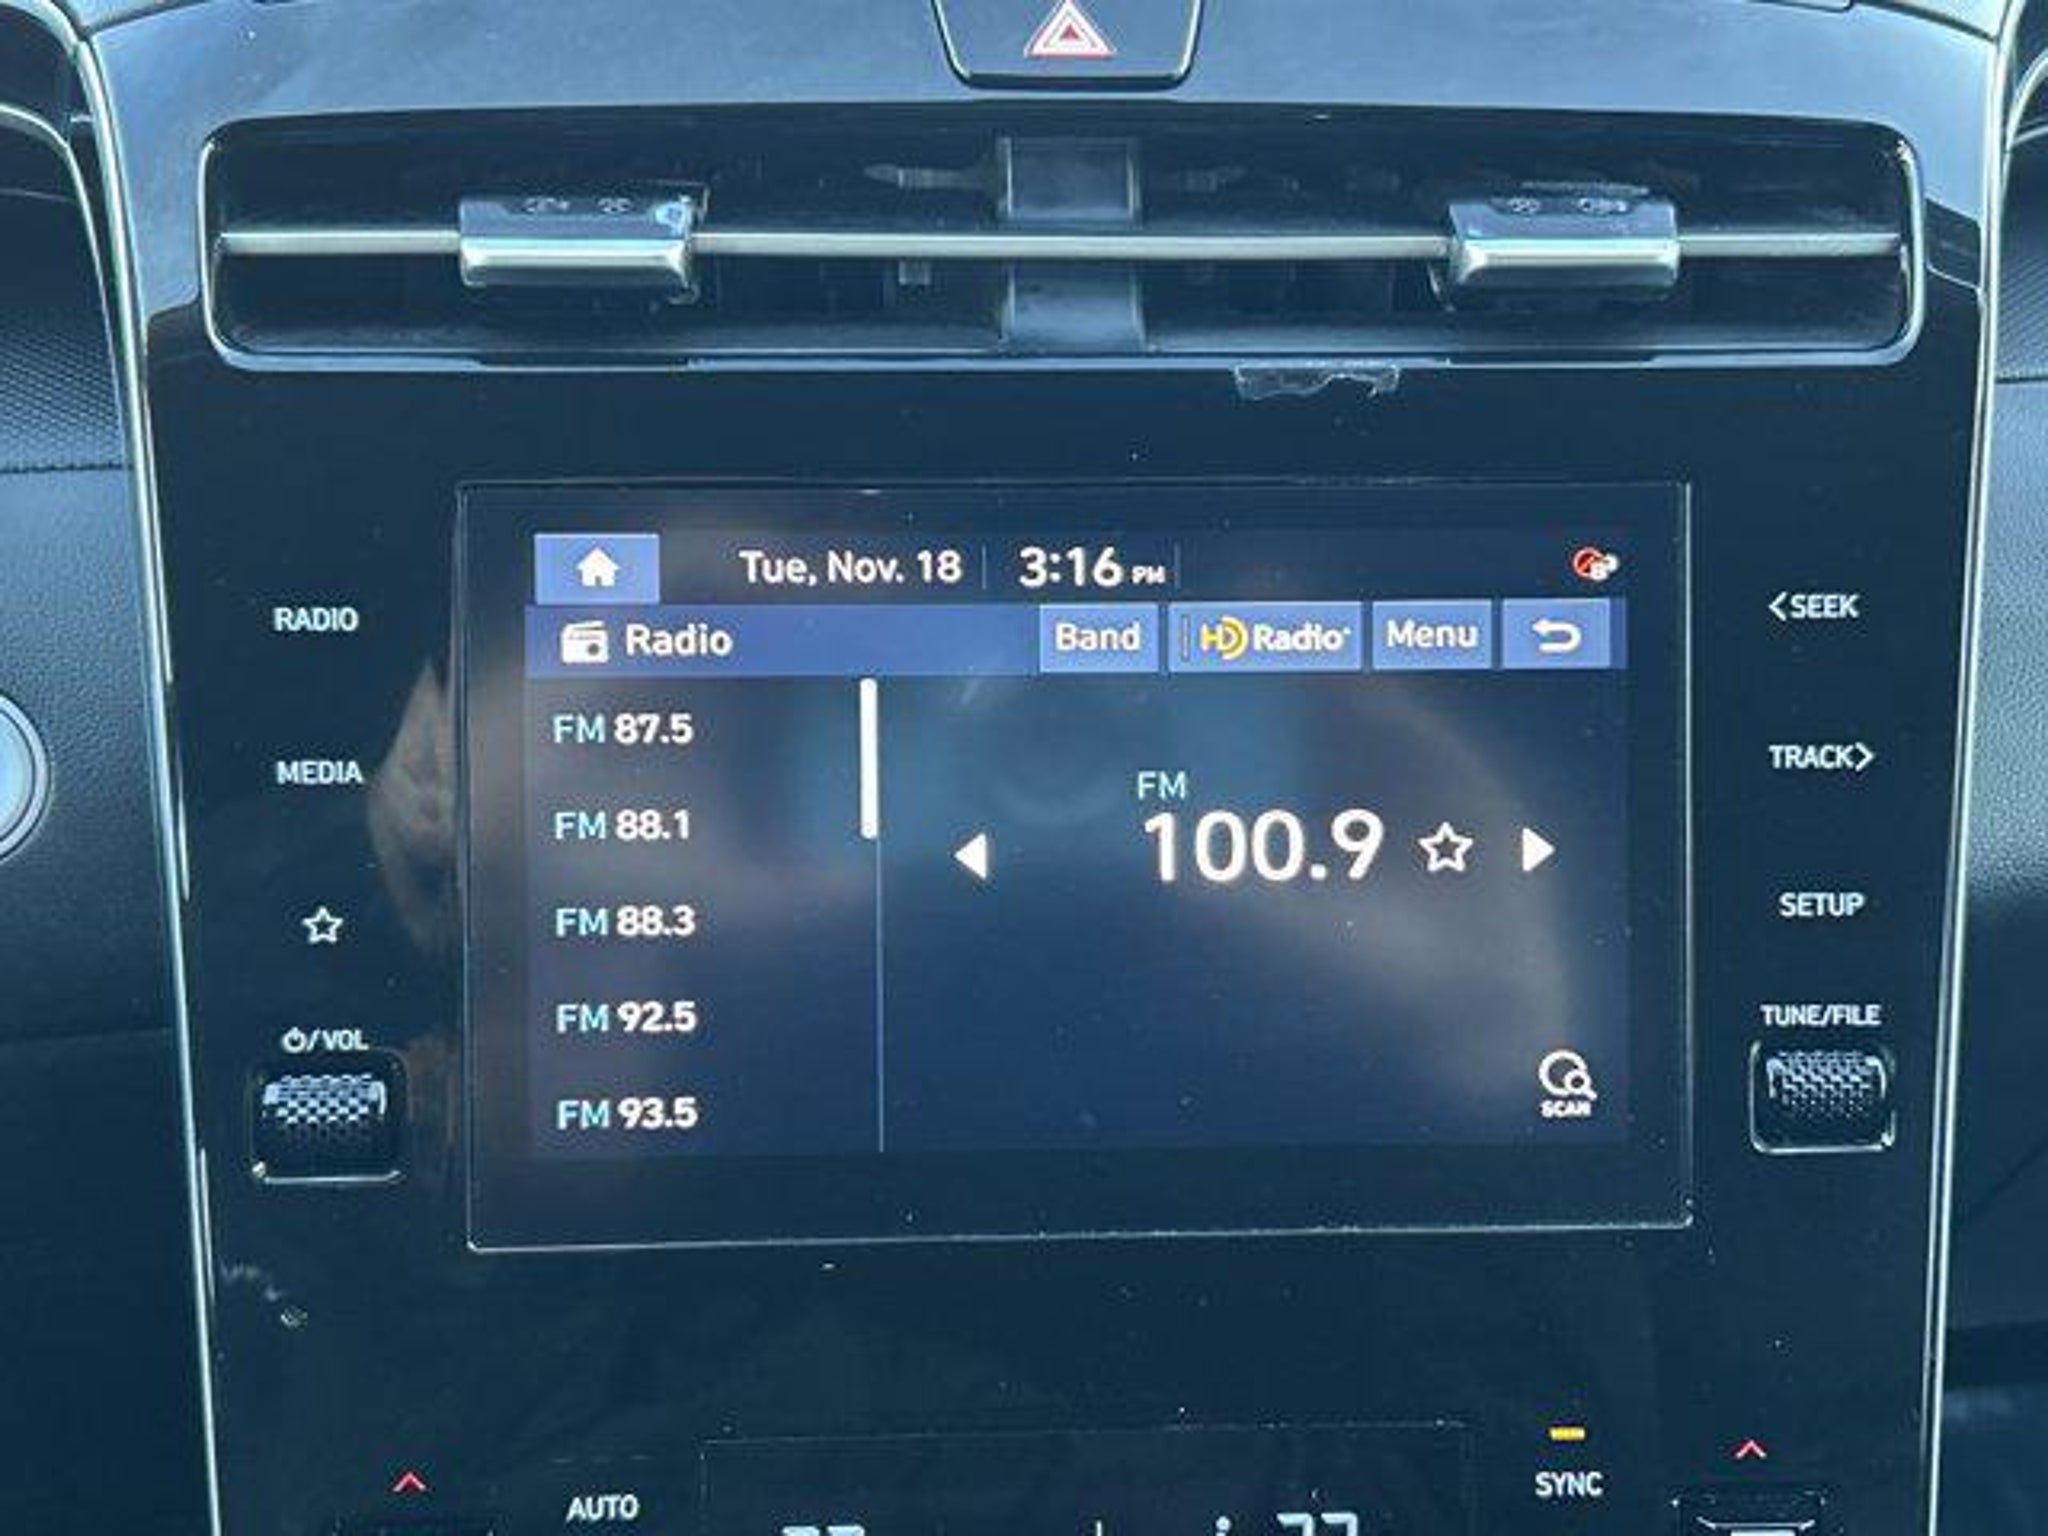 Tue, Nov. 18 3:16 PM
Radio Band HD Radio Menu
RADIO
MEDIA
/VOL
FM 87.5
FM 88.1
FM 88.3
FM 92.5
FM 93.5
FM
100.9
SCAN
<SEEK
TRACK>
SETUP
TUNE/FILE
AUTO
SYNC